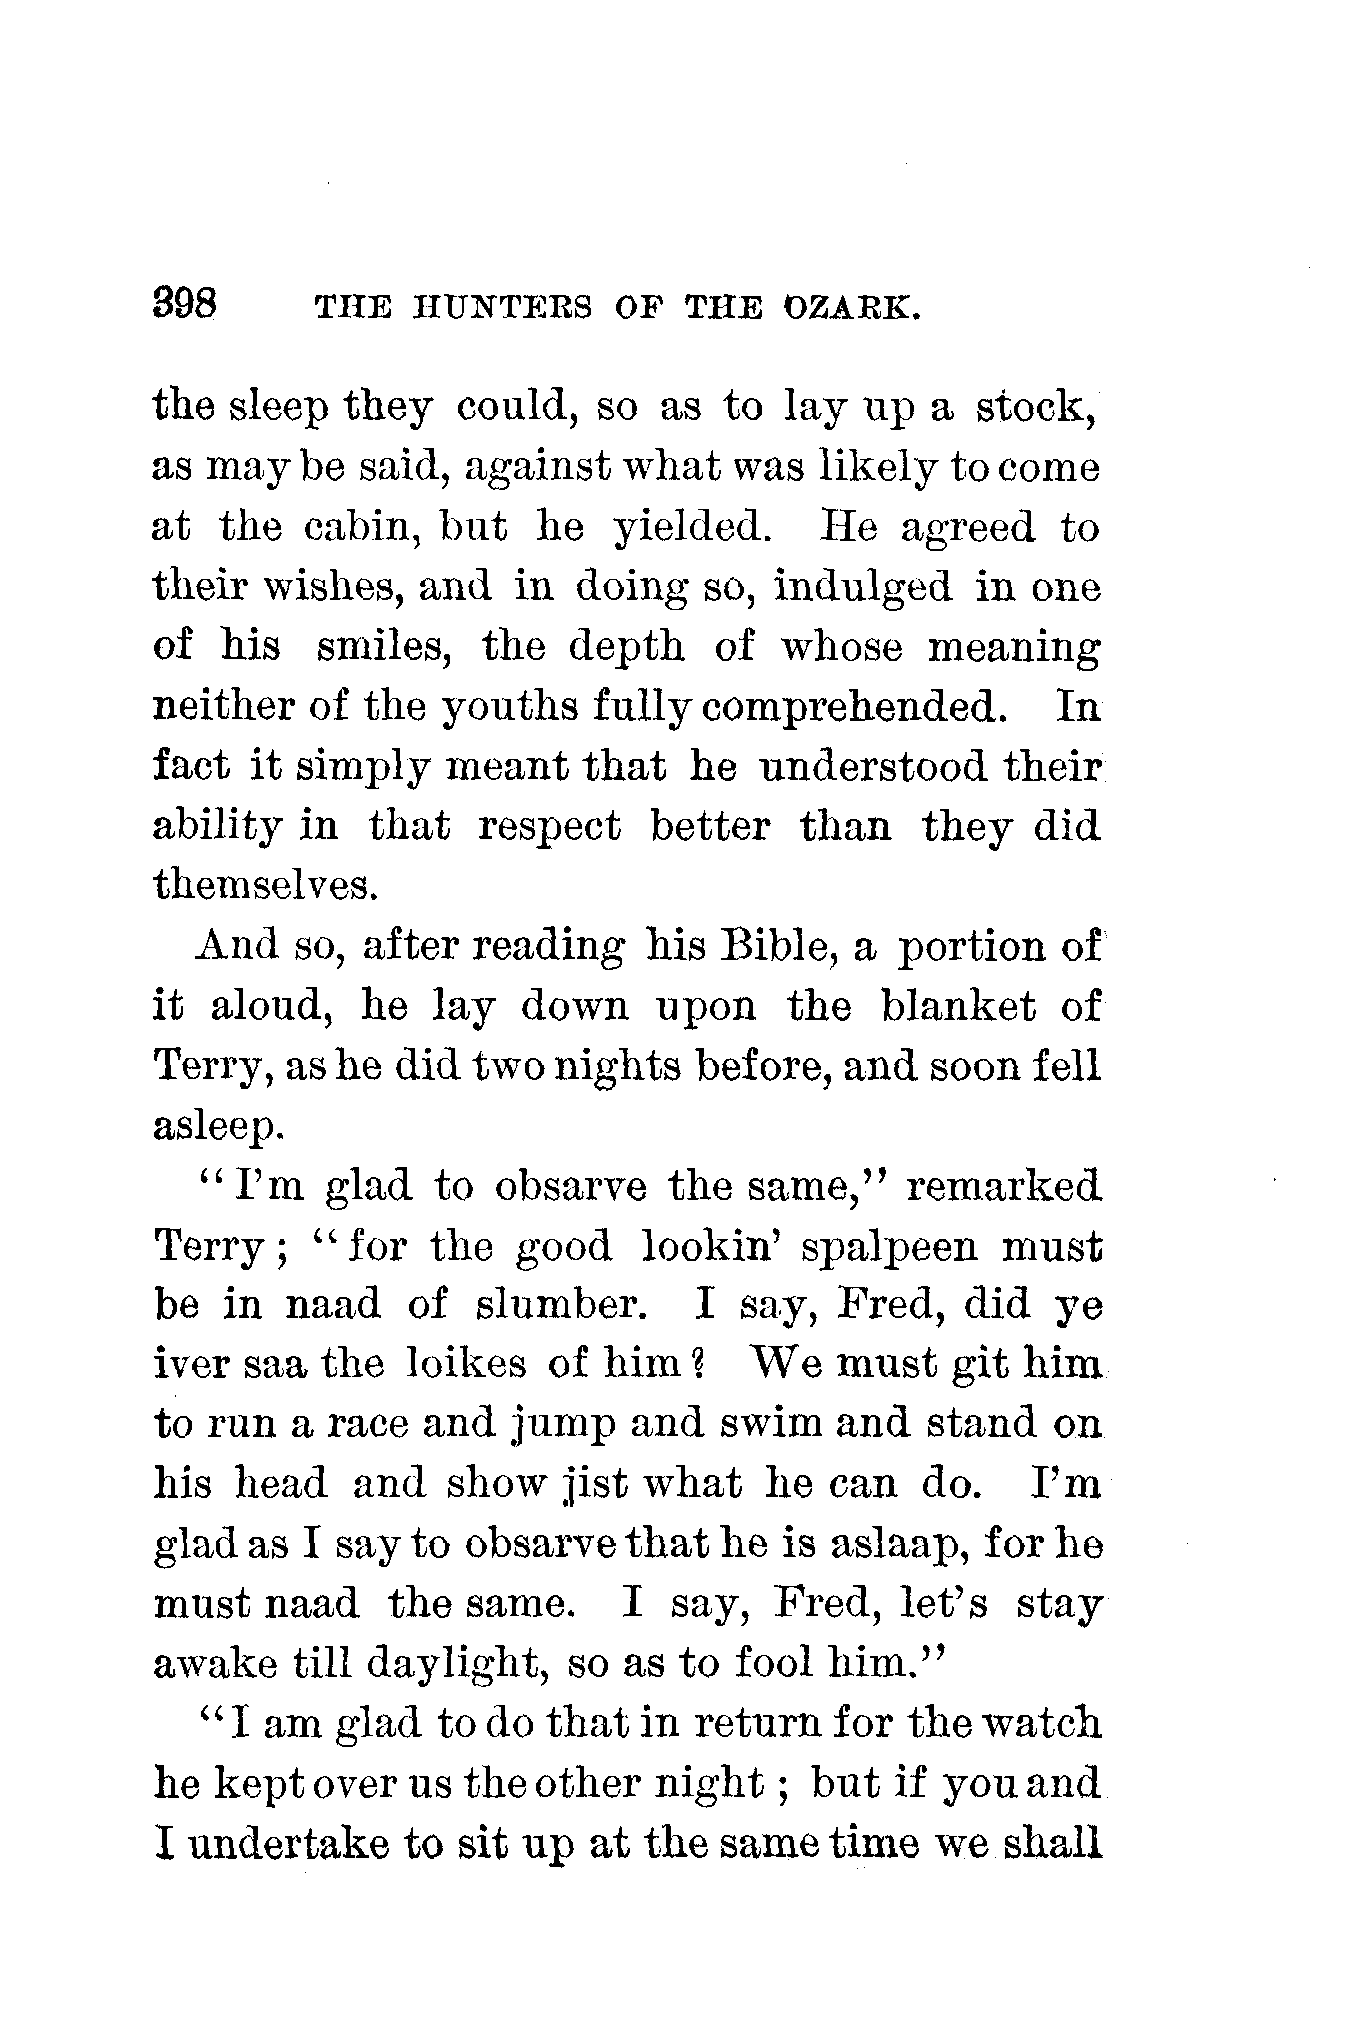 398 THE HUNTERS OF THE OZARK.
the sleep they could, so as to lay up a stock,
as may be said, against what was likely to come
at the cabin, but he yielded. He agreed to
their wishes, and in doing so, indulged in one
of his smiles, the depth of whose meaning
neither of the youths fully comprehended. In
fact it simply meant that he understood their
ability in that respect better than they did
themselves.
And so, after reading his Bible, a portion of
it aloud, he lay down upon the blanket of
Terry, as he did two nights before, and soon fell
asleep.
"I'm glad to obsarve the same," remarked
Terry; "for the good lookin' spalpeen must
be in naad of slumber. I say, Fred, did ye
iver saa the loikes of him? We must git him
to run a race and jump and swim and stand on
his head and show jist what he can do. I'm
glad as I say to obsarve that he is aslaap, for he
must naad the same. I say, Fred, let's stay
awake till daylight, so as to fool him."
"I am glad to do that in return for the watch
he kept over us the other night; but if you and
I undertake to sit up at the same time we shall